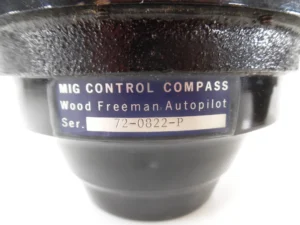 MIG CONTROL COMPASS
Wood Freeman Autopilot
Ser. 72-0822-P